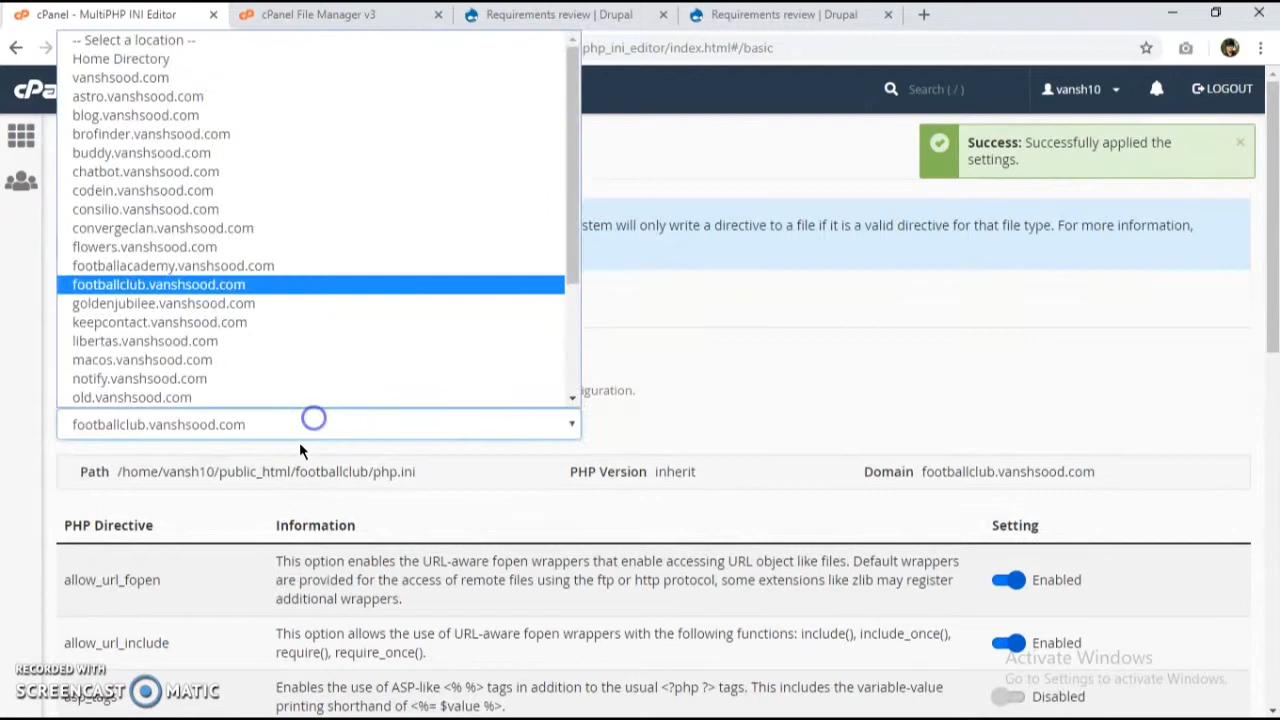 cPanel - MultiPHP INI Editor
cPanel File Manager v3
Requirements review | Drupal
Requirements review | Drupal
php_ini_editor/index.html#/basic
cPa
Search ( / )
vansh10
LOGOUT
-- Select a location --
Home Directory
vanshsood.com
astro.vanshsood.com
blog.vanshsood.com
brofinder.vanshsood.com
buddy.vanshsood.com
chatbot.vanshsood.com
codein.vanshsood.com
consilio.vanshsood.com
convergeclan.vanshsood.com
flowers.vanshsood.com
footballacademy.vanshsood.com
footballclub.vanshsood.com
goldenjubilee.vanshsood.com
keepcontact.vanshsood.com
libertas.vanshsood.com
macos.vanshsood.com
notify.vanshsood.com
old.vanshsood.com
Success: Successfully applied the
settings.
stem will only write a directive to a file if it is a valid directive for that file type. For more information,
iguration.
footballclub.vanshsood.com
Path /home/vansh10/public_html/footballclub/php.ini PHP Version inherit Domain footballclub.vanshsood.com
PHP Directive Information Setting
allow_url_fopen
This option enables the URL-aware fopen wrappers that enable accessing URL object like files. Default wrappers
are provided for the access of remote files using the ftp or http protocol, some extensions like zlib may register
additional wrappers.
Enabled
allow_url_include
This option allows the use of URL-aware fopen wrappers with the following functions: include(), include_once(),
require(), require_once().
Enabled
asp_tags
Enables the use of ASP-like <% %> tags in addition to the usual <?php ?> tags. This includes the variable-value
printing shorthand of <%= $value %>.
Disabled
Activate Windows
Go to Settings to activate Windows.
RECORDED WITH
SCREENCAST MATIC